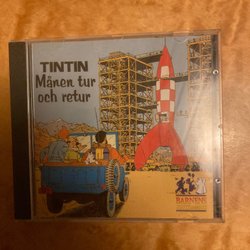 TINTIN
Månen tur
och retur
BARNENS